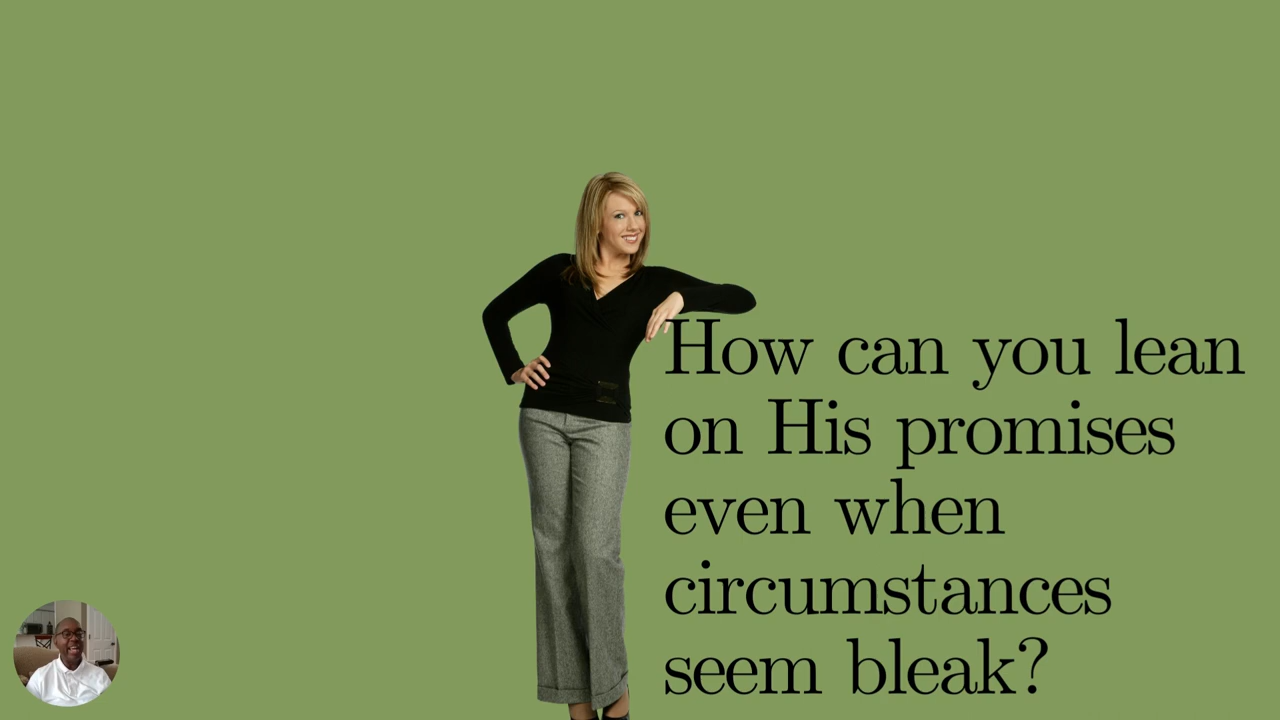 How can you lean
on His promises
even when
circumstances
seem bleak?